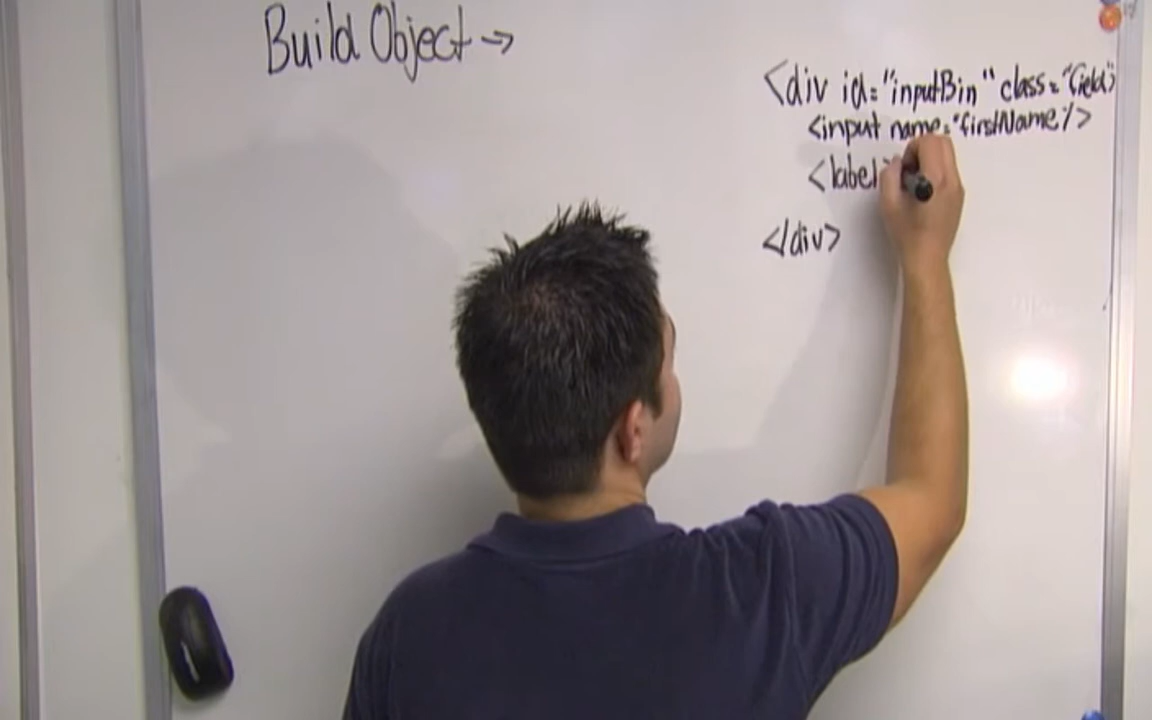 Build Object →
<div id="inputBin" class="field">
<input name="firstName"/>
<label
</div>